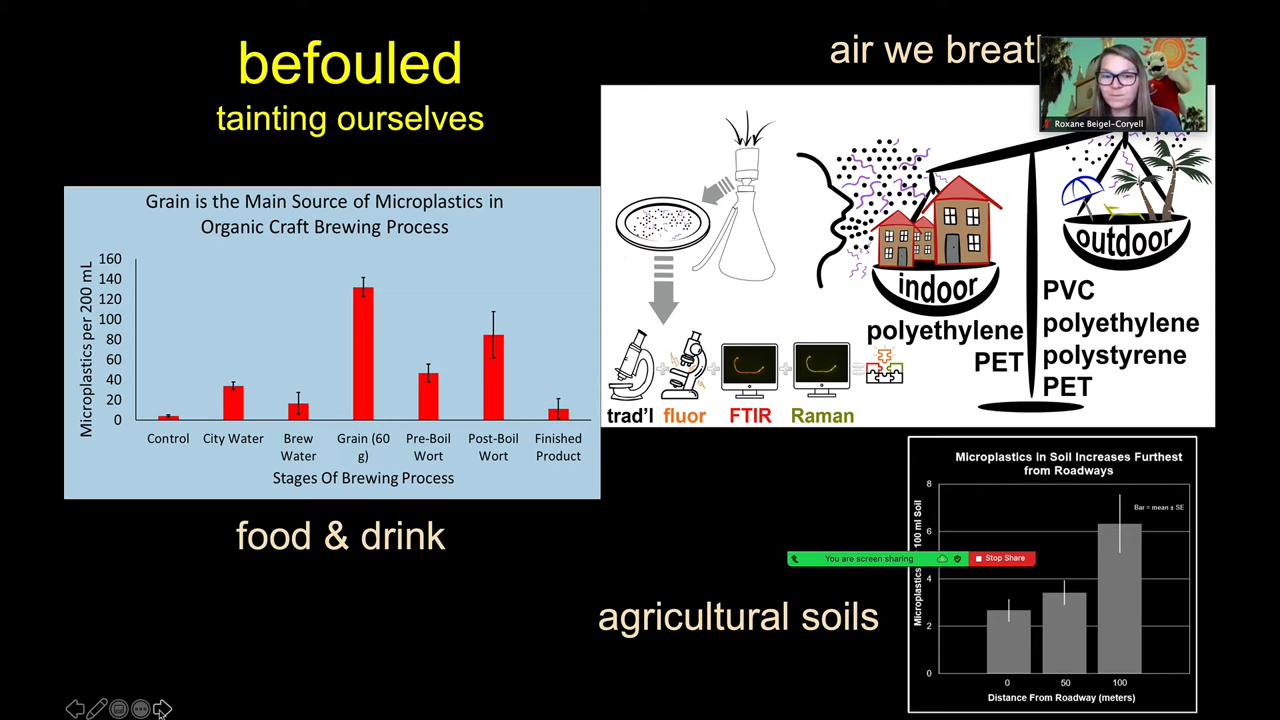 befouled
tainting ourselves
Grain is the Main Source of Microplastics in
Organic Craft Brewing Process
Microplastics per 200 mL
160
140
120
100
80
60
40
20
0
Control
City Water
Brew
Water
Grain (60
g)
Pre-Boil
Wort
Post-Boil
Wort
Finished
Product
Stages Of Brewing Process
food & drink
air we
Roxane Beigel-Coryell
indoor
outdoor
polyethylene
PET
PVC
polyethylene
polystyrene
PET
trad'l
fluor
FTIR
Raman
agricultural soils
You are screen sharing
Stop Share
Microplastics in Soil Increases Furthest
from Roadways
Bar = mean ± SE
Microplastics 100 ml Soil
8
6
4
2
0
0
50
100
Distance From Roadway (meters)